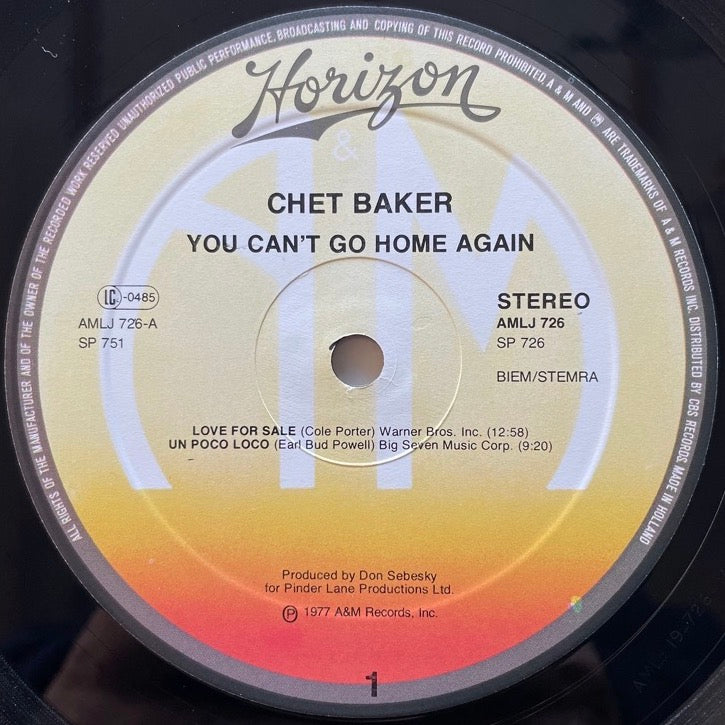 ALL RIGHTS OF THE MANUFACTURER AND OF THE OWNER OF THE RECORDED WORK RESERVED UNAUTHORIZED PUBLIC PERFORMANCE, BROADCASTING AND COPYING OF THIS RECORD PROHIBITED A & M AND ARE TRADEMARKS OF A & M RECORDS INC. DISTRIBUTED BY CBS RECORDS MADE IN HOLLAND
Horizon
&
AM
CHET BAKER
YOU CAN'T GO HOME AGAIN
LC-0485
AMLJ 726-A
SP 751
STEREO
AMLJ 726
SP 726
BIEM/STEMRA
LOVE FOR SALE (Cole Porter) Warner Bros. Inc. (12:58)
UN POCO LOCO (Earl Bud Powell) Big Seven Music Corp. (9:20)
Produced by Don Sebesky
for Pinder Lane Productions Ltd.
Ⓟ 1977 A&M Records, Inc.
1